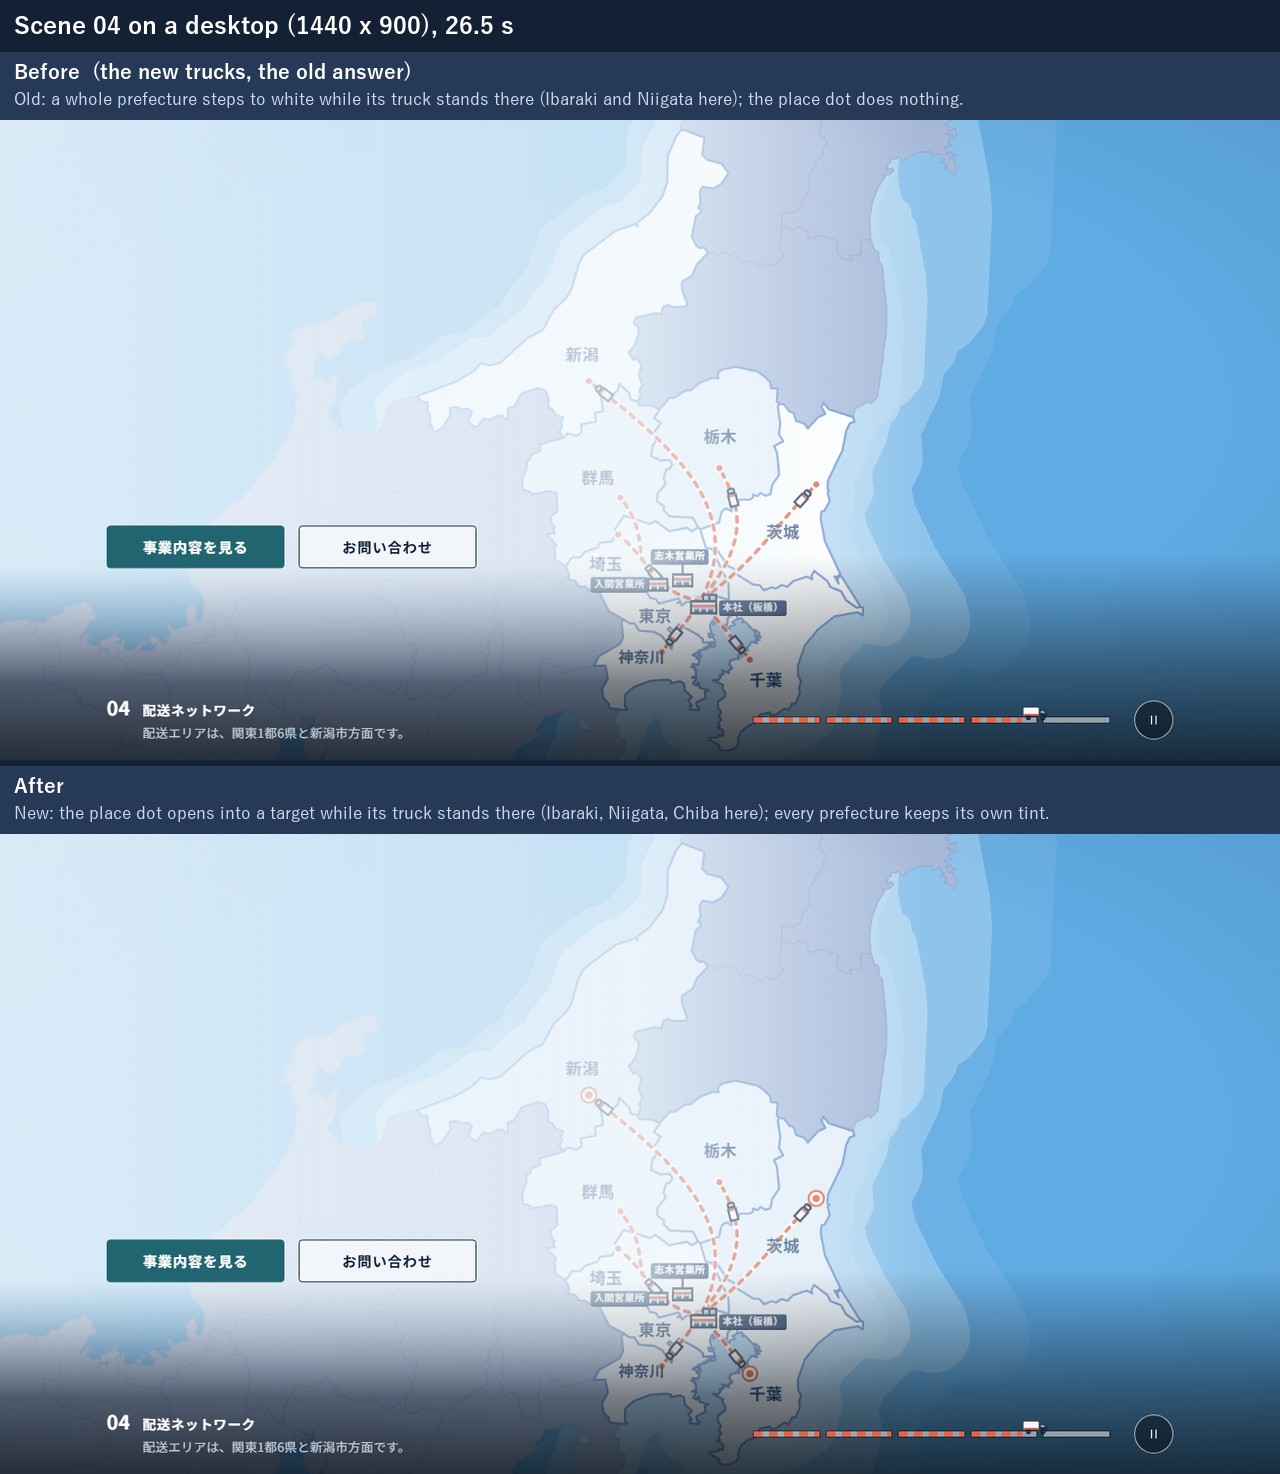 Scene 04 on a desktop (1440 x 900), 26.5 s
Before (the new trucks, the old answer)
Old: a whole prefecture steps to white while its truck stands there (Ibaraki and Niigata here); the place dot does nothing.
新潟
栃木
群馬
茨城
志木営業所
埼玉
入間営業所
本社（板橋）
東京
神奈川
千葉
事業内容を見る
お問い合わせ
04 配送ネットワーク
配送エリアは、関東1都6県と新潟市方面です。
After
New: the place dot opens into a target while its truck stands there (Ibaraki, Niigata, Chiba here); every prefecture keeps its own tint.
新潟
栃木
群馬
茨城
志木営業所
埼玉
入間営業所
本社（板橋）
東京
神奈川
千葉
事業内容を見る
お問い合わせ
04 配送ネットワーク
配送エリアは、関東1都6県と新潟市方面です。